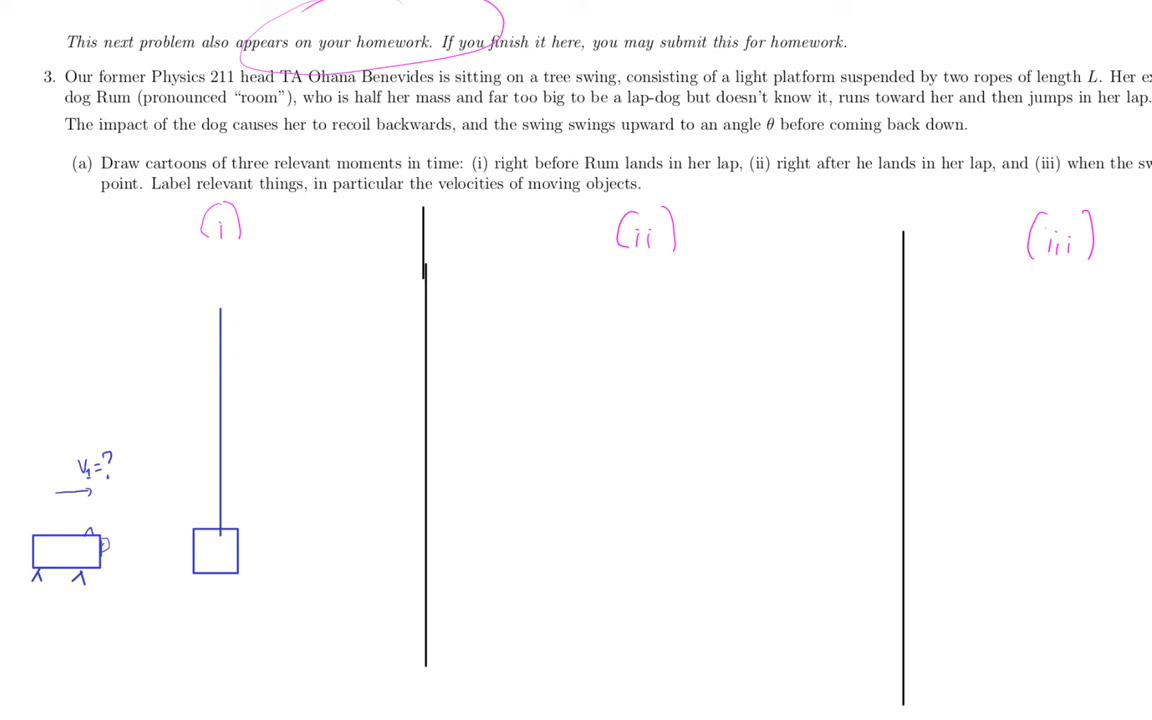 This next problem also appears on your homework. If you finish it here, you may submit this for homework.
3. Our former Physics 211 head TA Ohana Benevides is sitting on a tree swing, consisting of a light platform suspended by two ropes of length L. Her
dog Rum (pronounced “room”), who is half her mass and far too big to be a lap-dog but doesn’t know it, runs toward her and then jumps in her lap.
The impact of the dog causes her to recoil backwards, and the swing swings upward to an angle θ before coming back down.
(a) Draw cartoons of three relevant moments in time: (i) right before Rum lands in her lap, (ii) right after he lands in her lap, and (iii) when the
point. Label relevant things, in particular the velocities of moving objects.
(i)
(ii)
(iii)
V₁=?